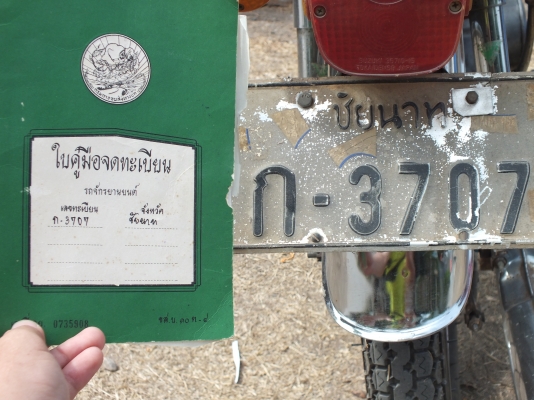 ใบคู่มือจดทะเบียน
รถจักรยานยนต์
เลขทะเบียน จังหวัด
ก-3707 ชัยนาท
0735908
ชัยนาท
ก-3707